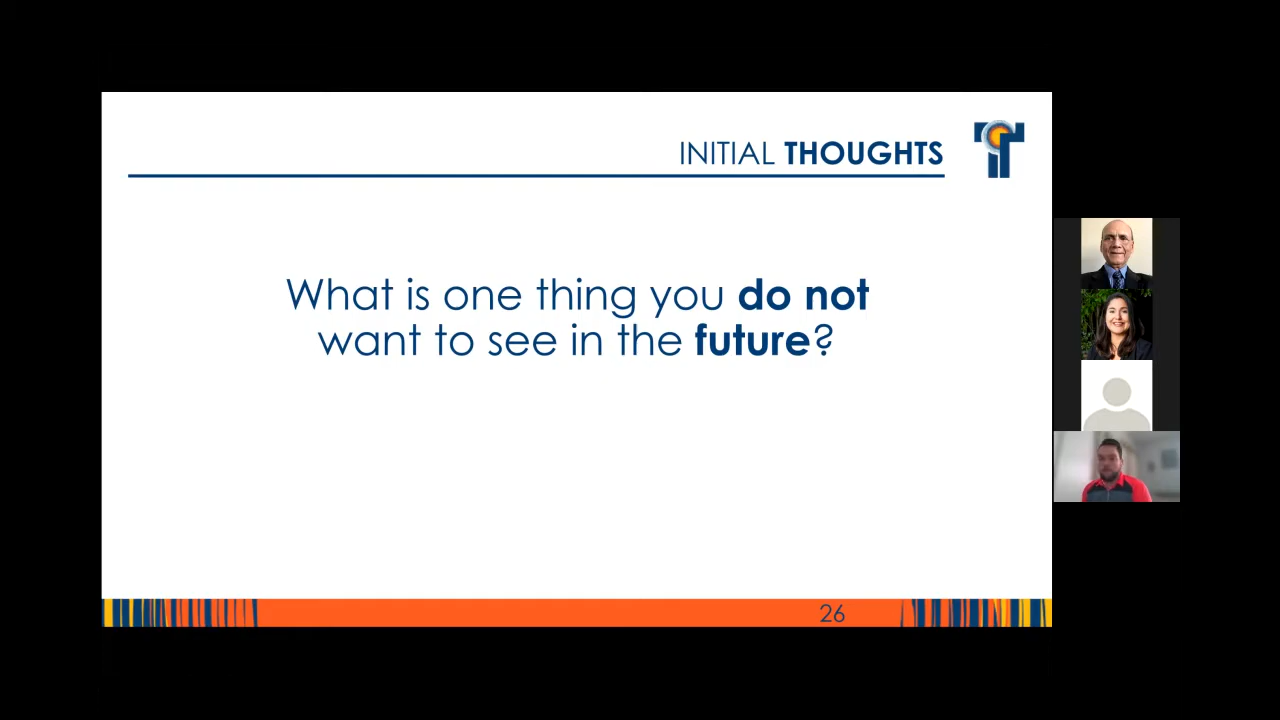 INITIAL THOUGHTS
What is one thing you do not
want to see in the future?
26